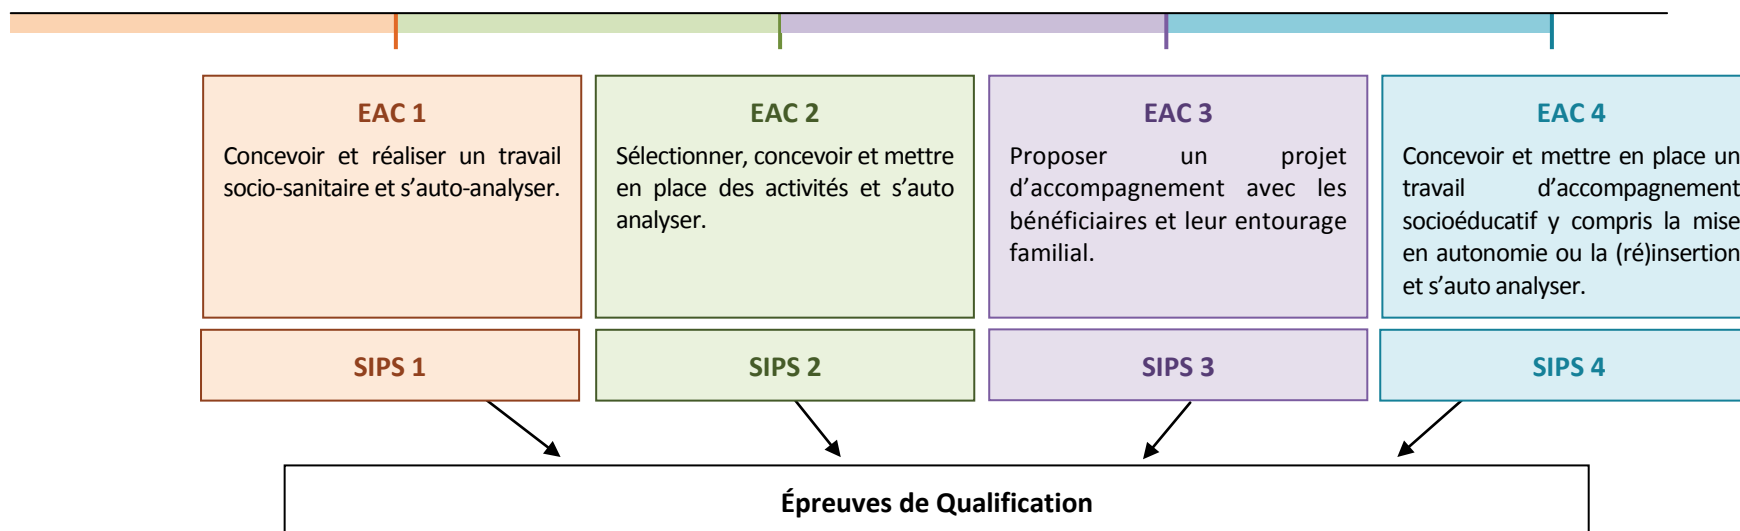 EAC 1
Concevoir et réaliser un travail
socio-sanitaire et s’auto-analyser.
EAC 2
Sélectionner, concevoir et mettre
en place des activités et s’auto
analyser.
EAC 3
Proposer un projet
d’accompagnement avec les
bénéficiaires et leur entourage
familial.
EAC 4
Concevoir et mettre en place un
travail d’accompagnement
socioéducatif y compris la mise
en autonomie ou la (ré)insertion
et s’auto analyser.
SIPS 1
SIPS 2
SIPS 3
SIPS 4
Épreuves de Qualification